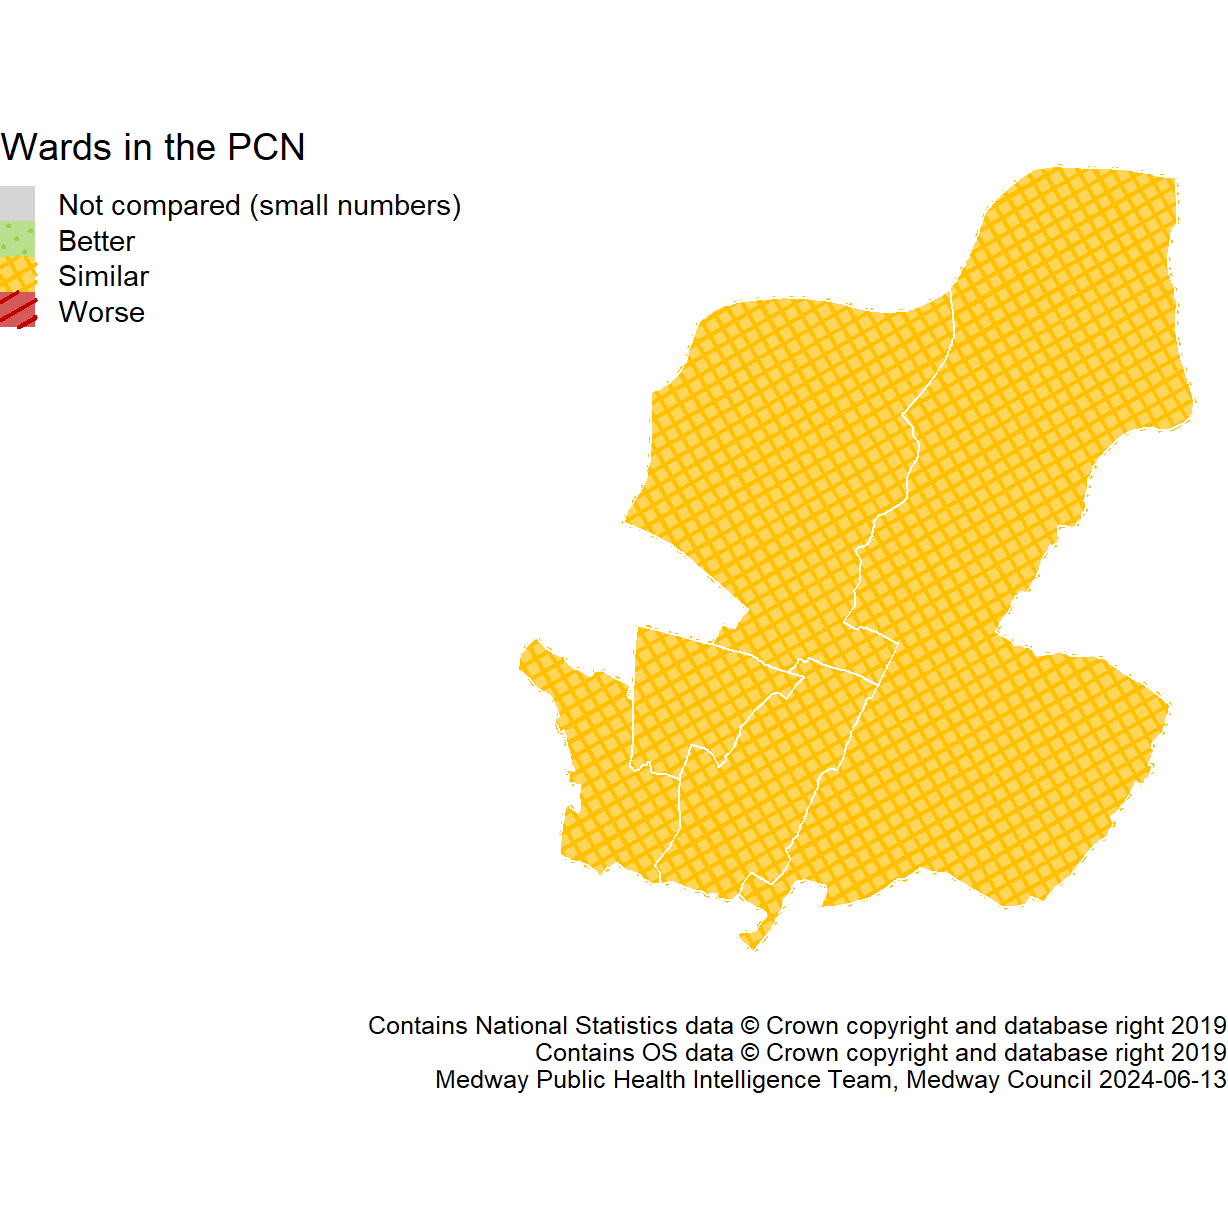 Wards in the PCN
Not compared (small numbers)
Better
Similar
Worse
Contains National Statistics data © Crown copyright and database right 2019
Contains OS data © Crown copyright and database right 2019
Medway Public Health Intelligence Team, Medway Council 2024-06-13